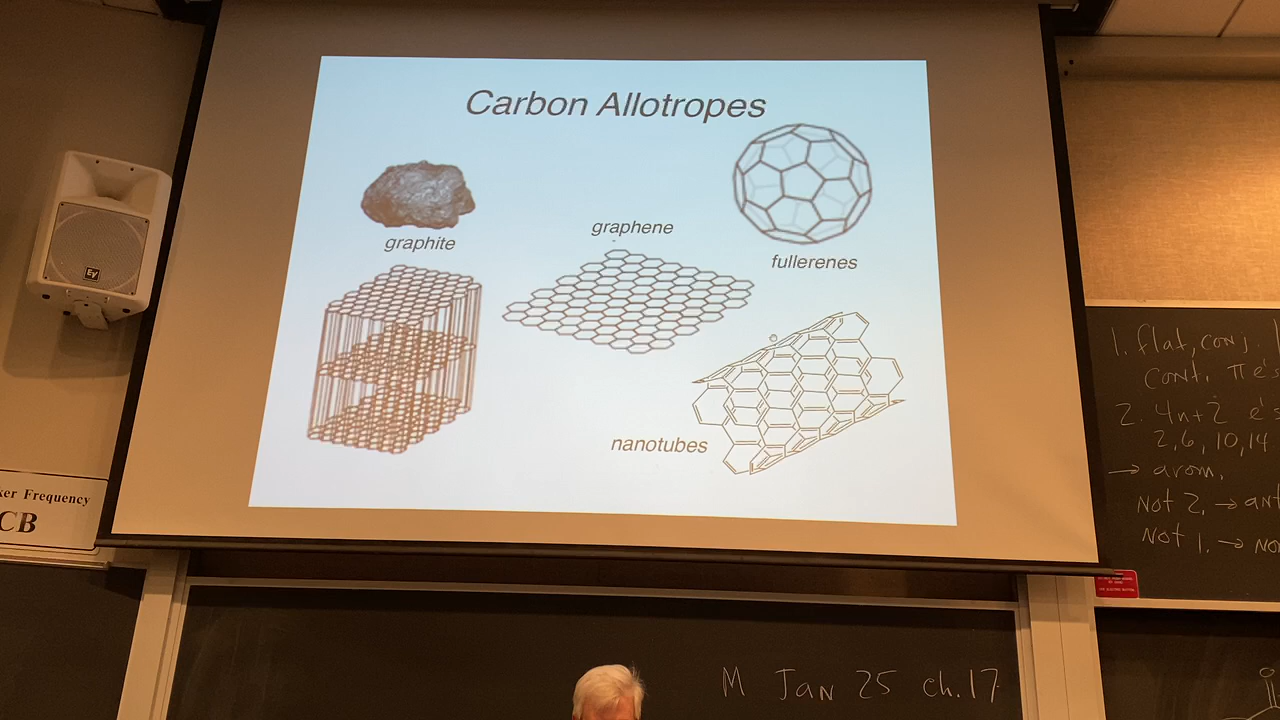 Carbon Allotropes
graphite
graphene
fullerenes
nanotubes
EV
ker Frequency
CB
1. flat, conj.
cont. π e's
2. 4n+2 e's
2,6,10,14
→ arom.
Not 2. → ant
Not 1. → No
M Jan 25 ch.17